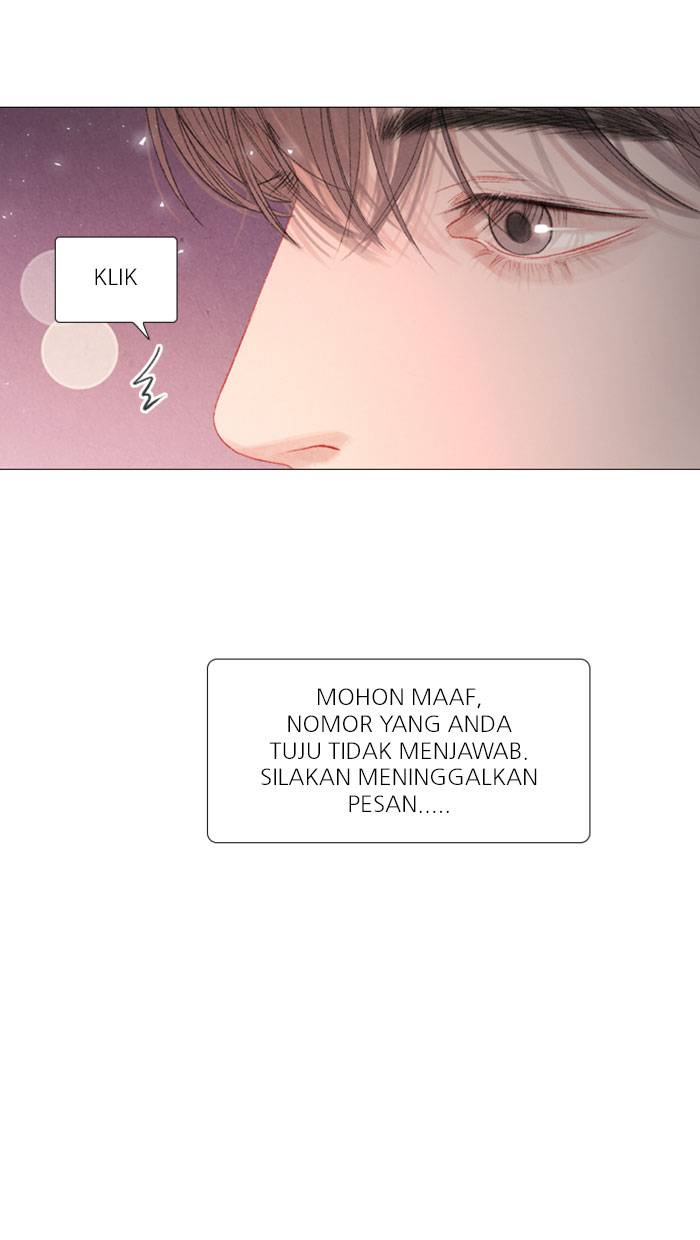 KLIK
MOHON MAAF,
NOMOR YANG ANDA
TUJU TIDAK MENJAWAB.
SILAKAN MENINGGALKAN
PESAN.....